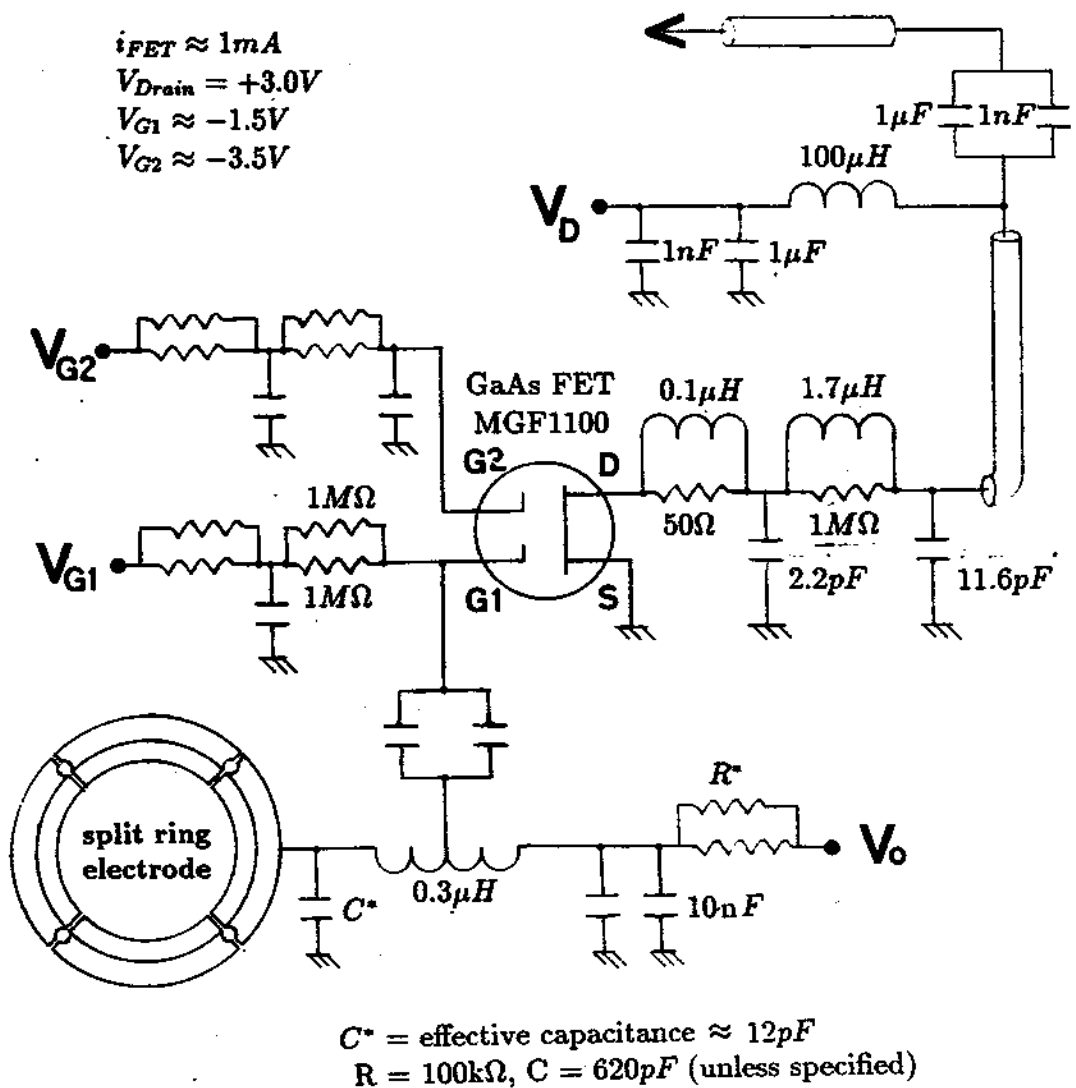 i_FET ≈ 1mA
V_Drain = +3.0V
V_G1 ≈ −1.5V
V_G2 ≈ −3.5V
1μF 1nF
100μH
V_D
1nF 1μF
V_G2
GaAs FET
MGF1100
0.1μH 1.7μH
G2 D
1MΩ
50Ω 1MΩ
V_G1
1MΩ
G1 S
2.2pF 11.6pF
R*
split ring
electrode
V_o
0.3μH
C*
10nF
C* = effective capacitance ≈ 12pF
R = 100kΩ, C = 620pF (unless specified)